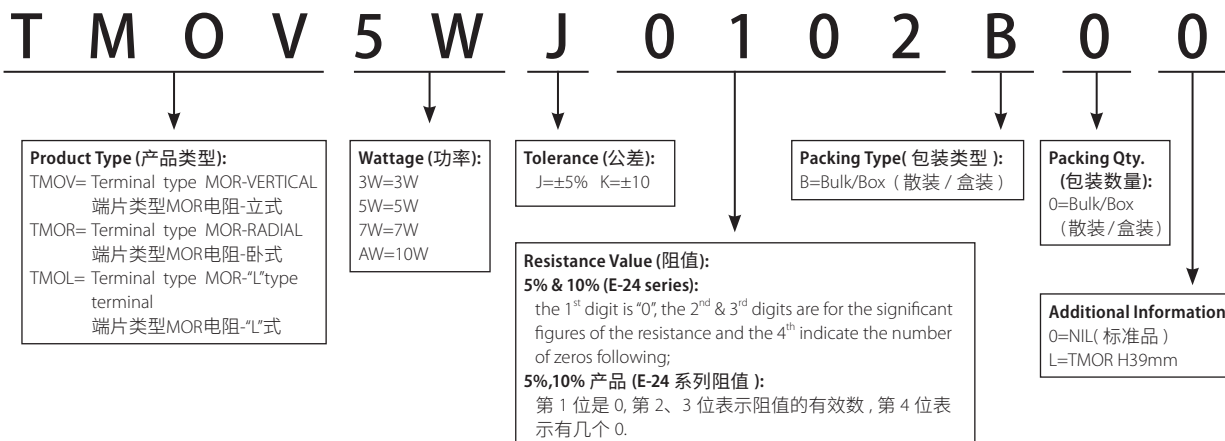 T M O V 5 W J 0 1 0 2 B 0 0
Product Type (产品类型):
TMOV= Terminal type MOR-VERTICAL
端片类型MOR电阻-立式
TMOR= Terminal type MOR-RADIAL
端片类型MOR电阻-卧式
TMOL= Terminal type MOR-“L”type
terminal
端片类型MOR电阻-“L”式
Wattage (功率):
3W=3W
5W=5W
7W=7W
AW=10W
Tolerance (公差):
J=±5% K=±10
Resistance Value (阻值):
5% & 10% (E-24 series):
the 1st digit is “0”, the 2nd & 3rd digits are for the significant
figures of the resistance and the 4th indicate the number
of zeros following;
5%,10% 产品 (E-24 系列阻值 ):
第 1 位是 0, 第 2、3 位表示阻值的有效数 , 第 4 位表
示有几个 0.
Packing Type( 包装类型 ):
B=Bulk/Box ( 散装 / 盒装 )
Packing Qty.
(包装数量):
0=Bulk/Box
(散装/盒装)
Additional Information
0=NIL( 标准品 )
L=TMOR H39mm